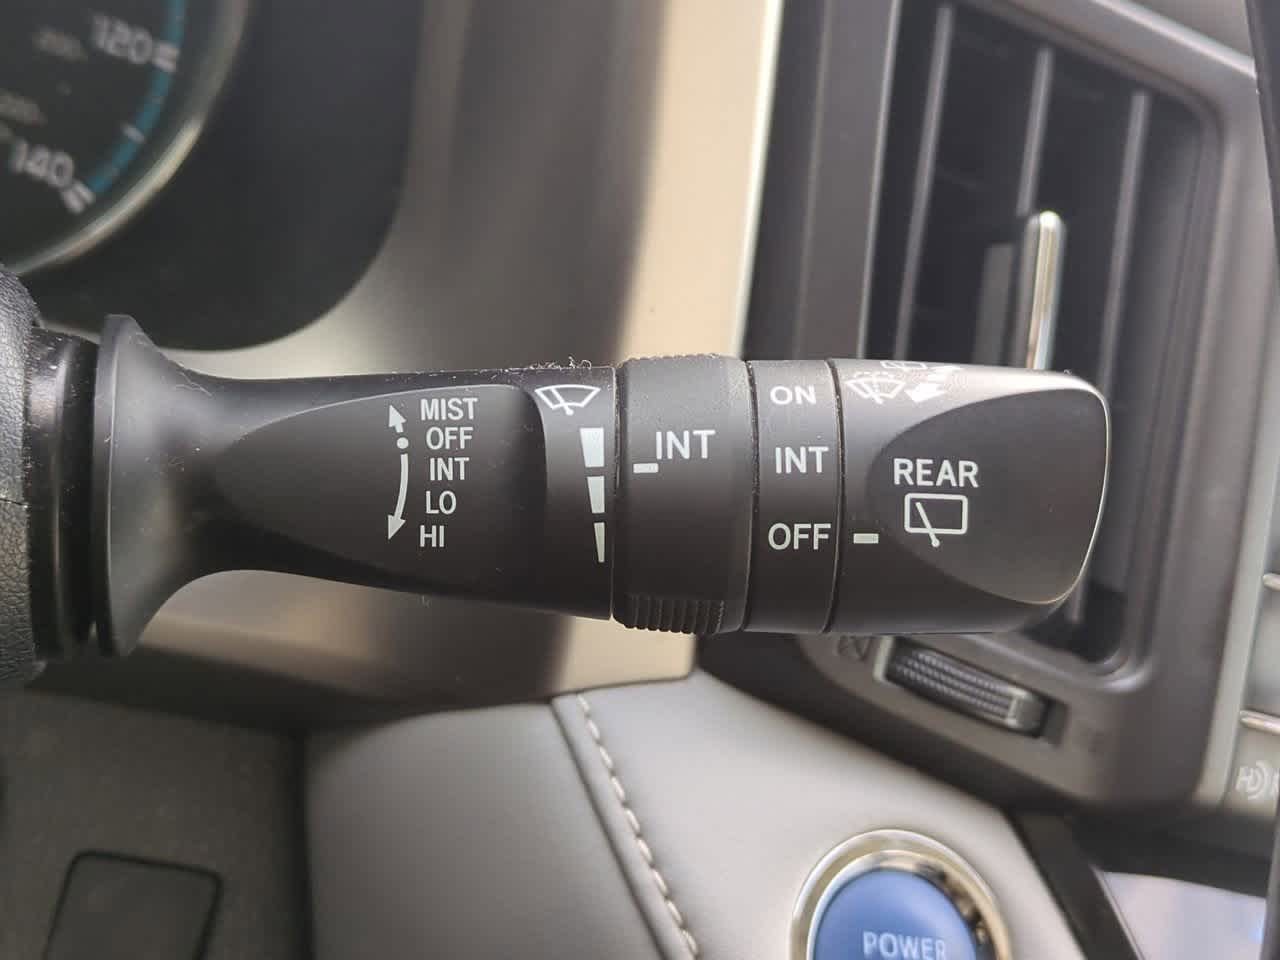 120
140
MIST
OFF
INT
LO
HI
INT
ON
INT
OFF
REAR
POWER